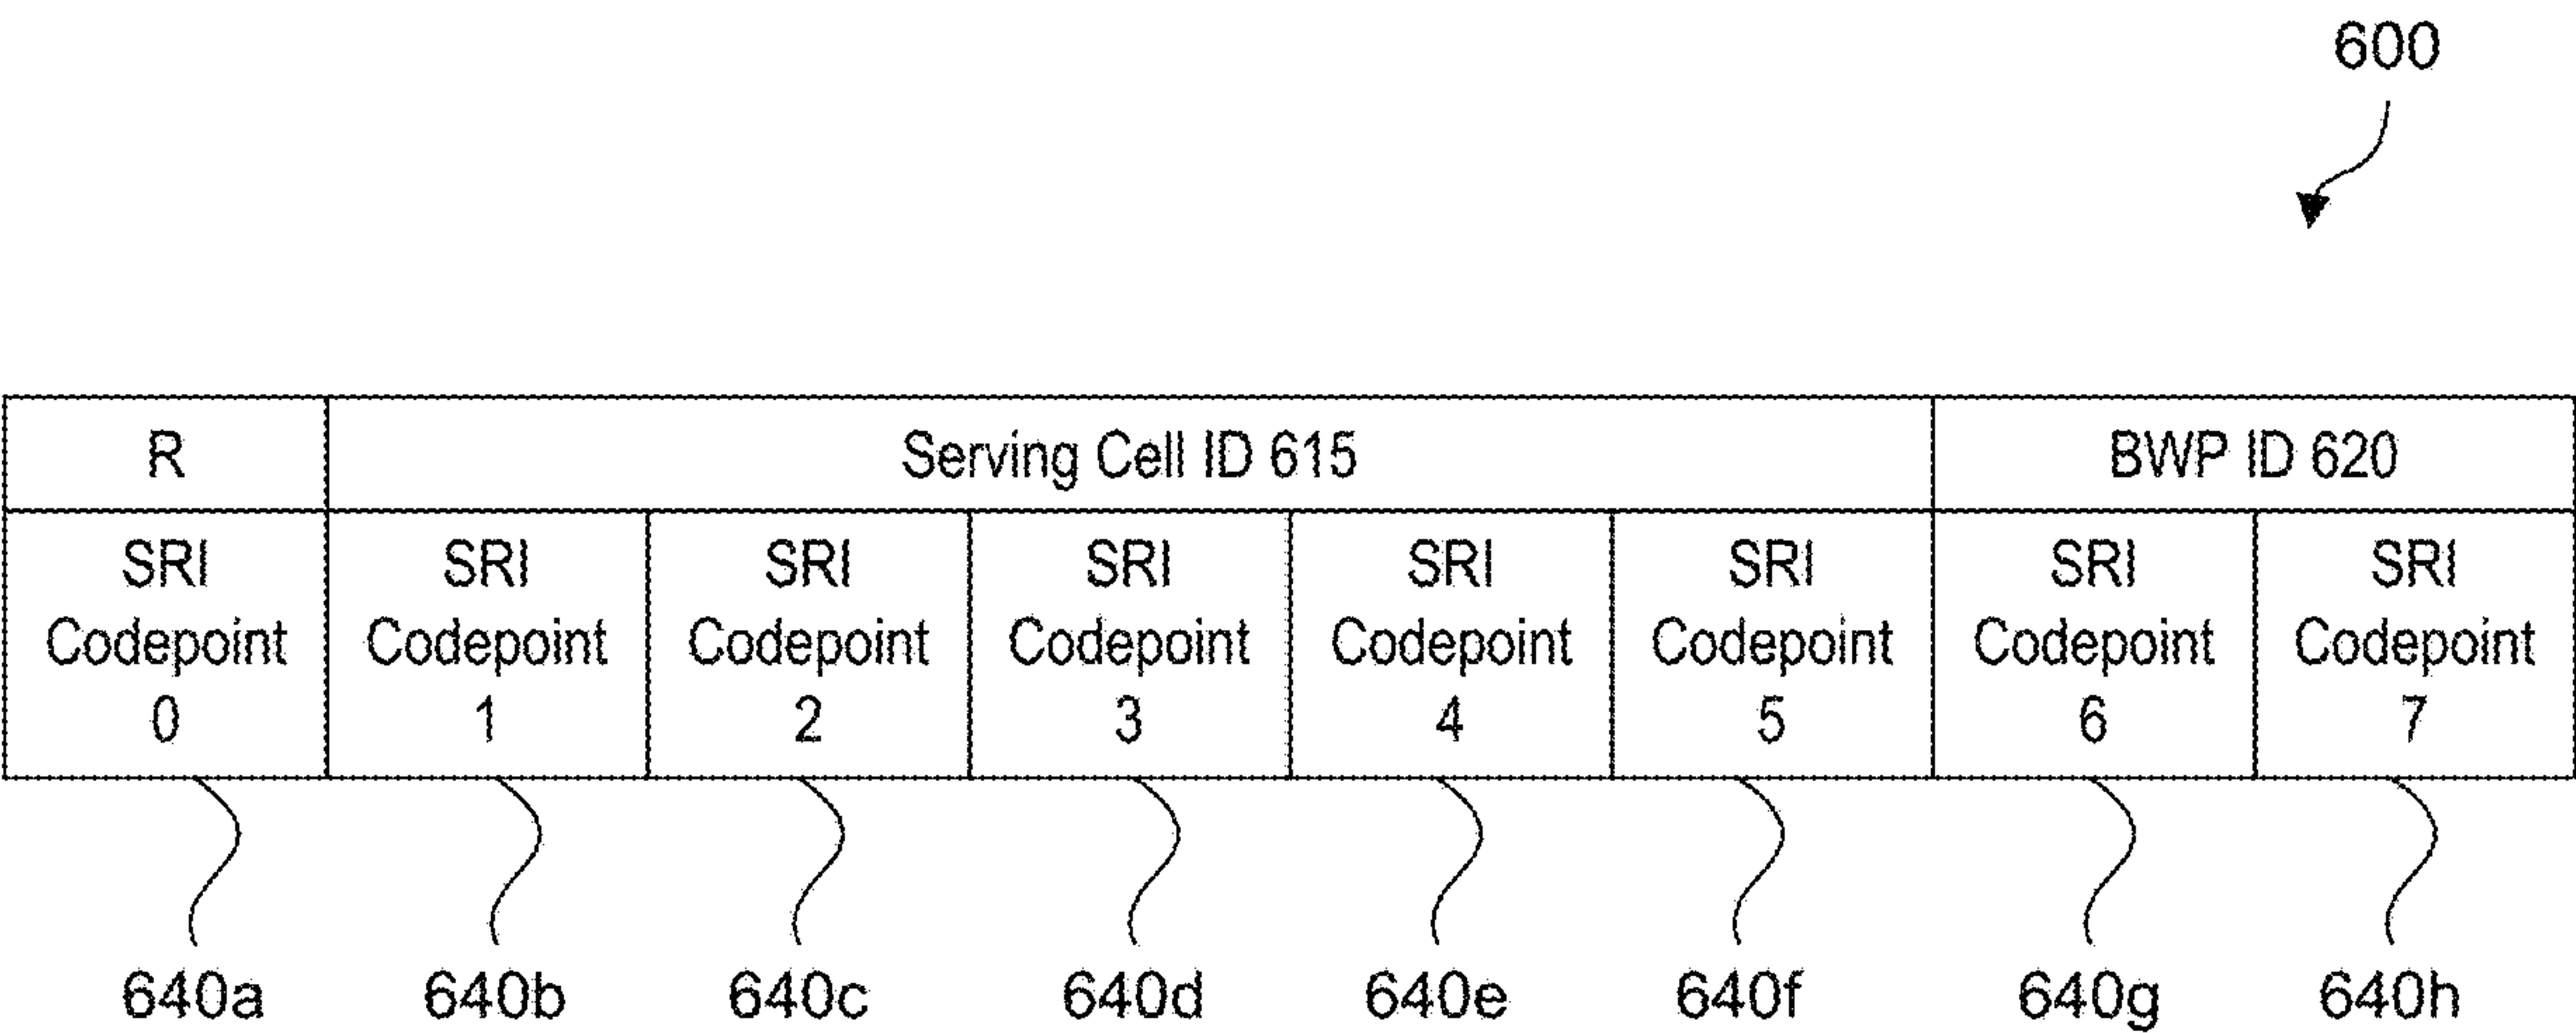 600
R Serving Cell ID 615 BWP ID 620
SRI SRI SRI SRI SRI SRI SRI SRI
Codepoint Codepoint Codepoint Codepoint Codepoint Codepoint Codepoint Codepoint
0 1 2 3 4 5 6 7
640a 640b 640c 640d 640e 640f 640g 640h